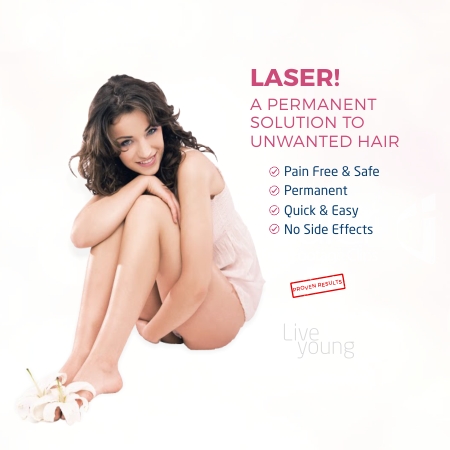 LASER!
A PERMANENT
SOLUTION TO
UNWANTED HAIR
Pain Free & Safe
Permanent
Quick & Easy
No Side Effects
PROVEN RESULTS
Live
young